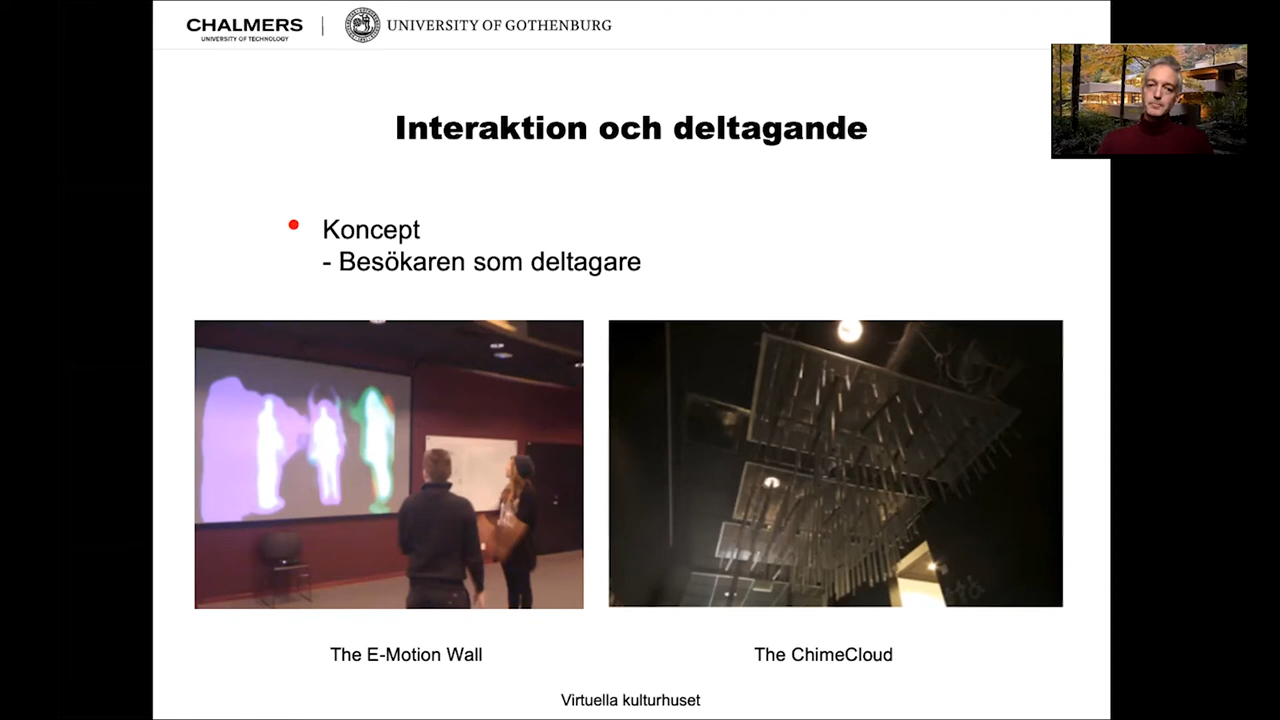 CHALMERS
UNIVERSITY OF TECHNOLOGY
UNIVERSITY OF GOTHENBURG
Interaktion och deltagande
Koncept
- Besökaren som deltagare
The E-Motion Wall
The ChimeCloud
Virtuella kulturhuset